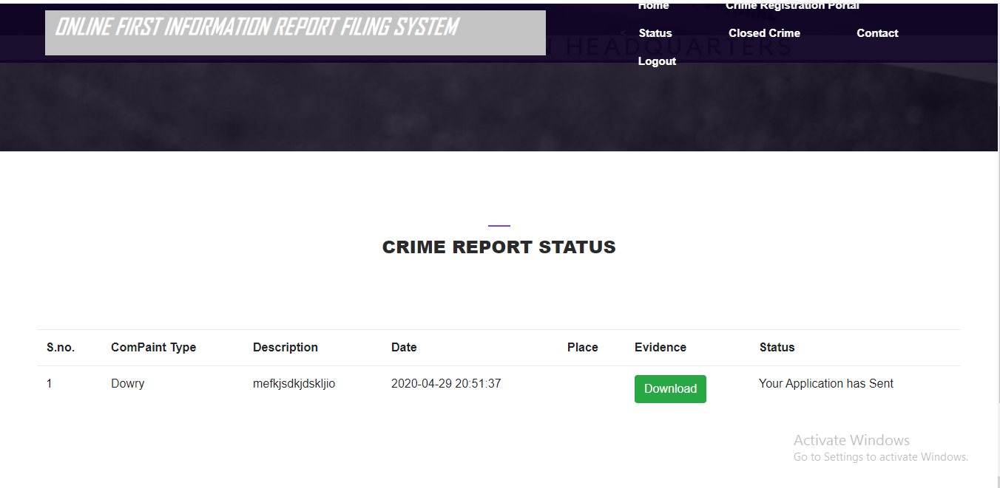 Home Crime Registration Portal
ONLINE FIRST INFORMATION REPORT FILING SYSTEM
< Status Closed Crime Contact
HEADQUARTERS
Logout
CRIME REPORT STATUS
S.no. ComPaint Type Description Date Place Evidence Status
1 Dowry mefkjsdkjdskljio 2020-04-29 20:51:37 Download Your Application has Sent
Activate Windows
Go to Settings to activate Windows.